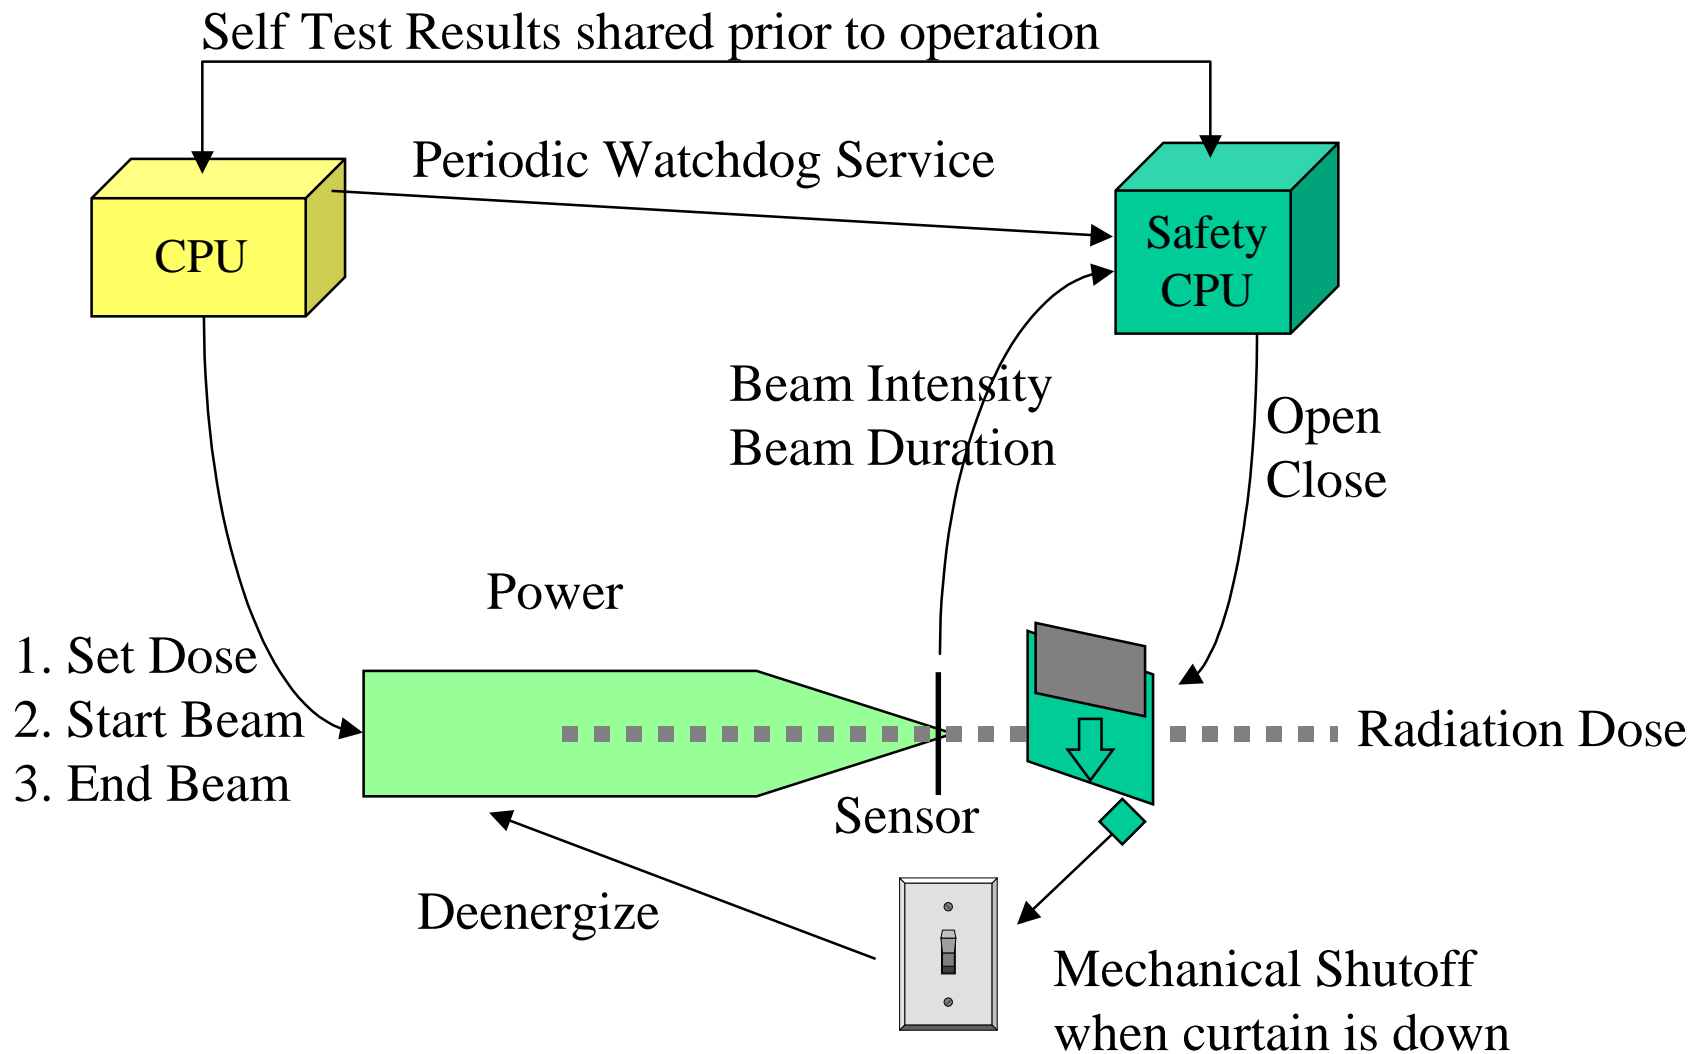 Self Test Results shared prior to operation
Periodic Watchdog Service
CPU
Safety
CPU
Beam Intensity
Beam Duration
Open
Close
Power
1. Set Dose
2. Start Beam
3. End Beam
Radiation Dose
Sensor
Deenergize
Mechanical Shutoff
when curtain is down